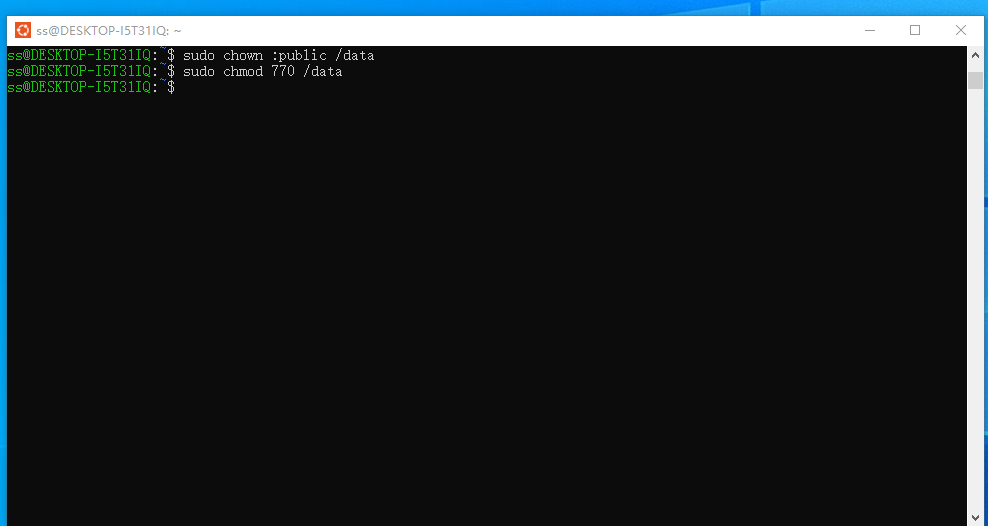 ss@DESKTOP-I5T31IQ: ~
ss@DESKTOP-I5T31IQ:~$ sudo chown :public /data
ss@DESKTOP-I5T31IQ:~$ sudo chmod 770 /data
ss@DESKTOP-I5T31IQ:~$